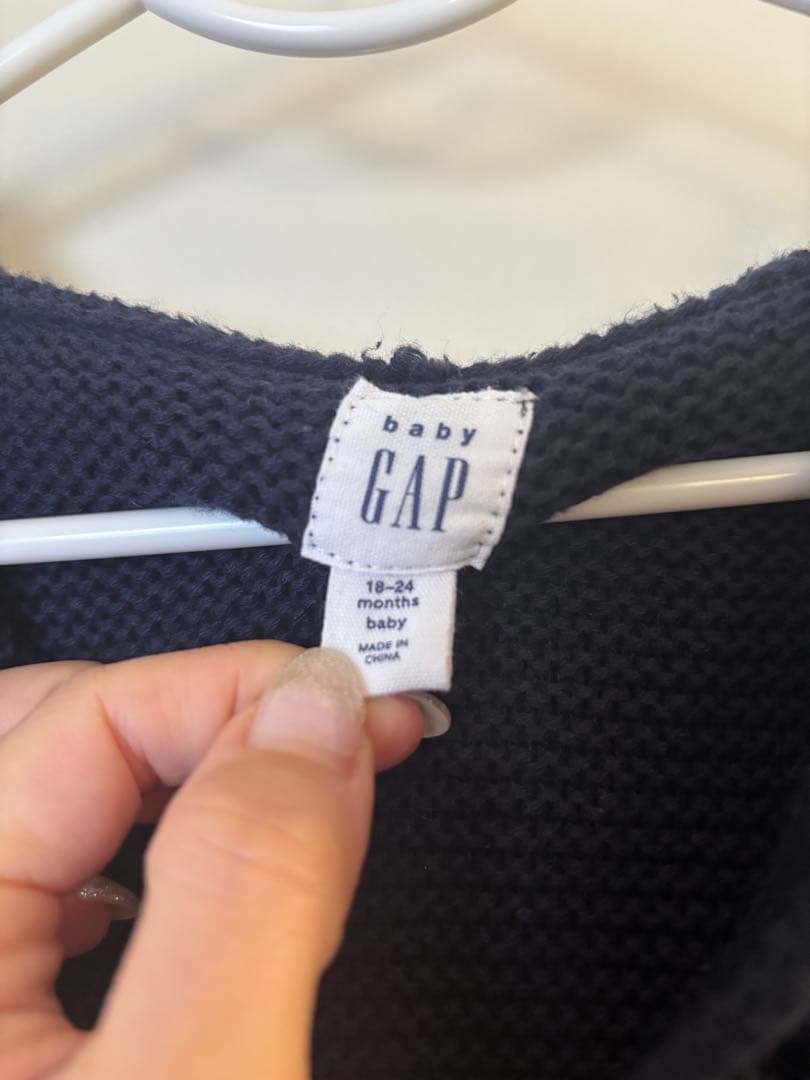 baby
GAP
18–24
months
baby
MADE IN
CHINA